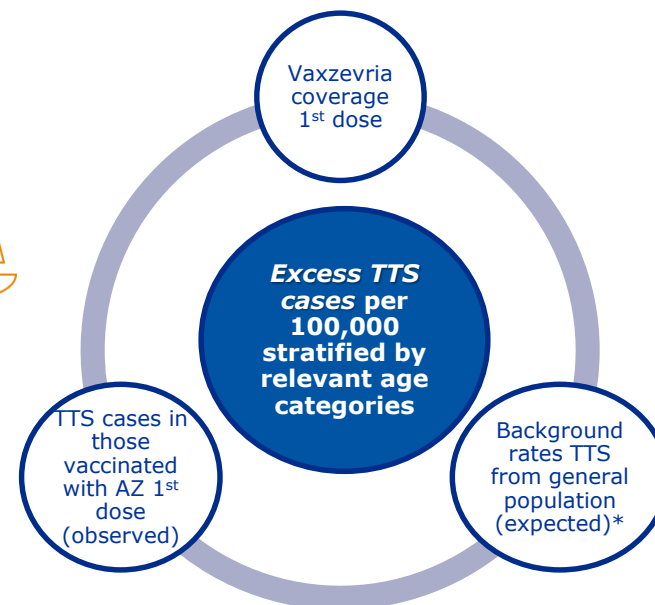 Vaxzevria
coverage
1st dose
Excess TTS
cases per
100,000
stratified by
relevant age
categories
TTS cases in
those
vaccinated
with AZ 1st
dose
(observed)
Background
rates TTS
from general
population
(expected)*